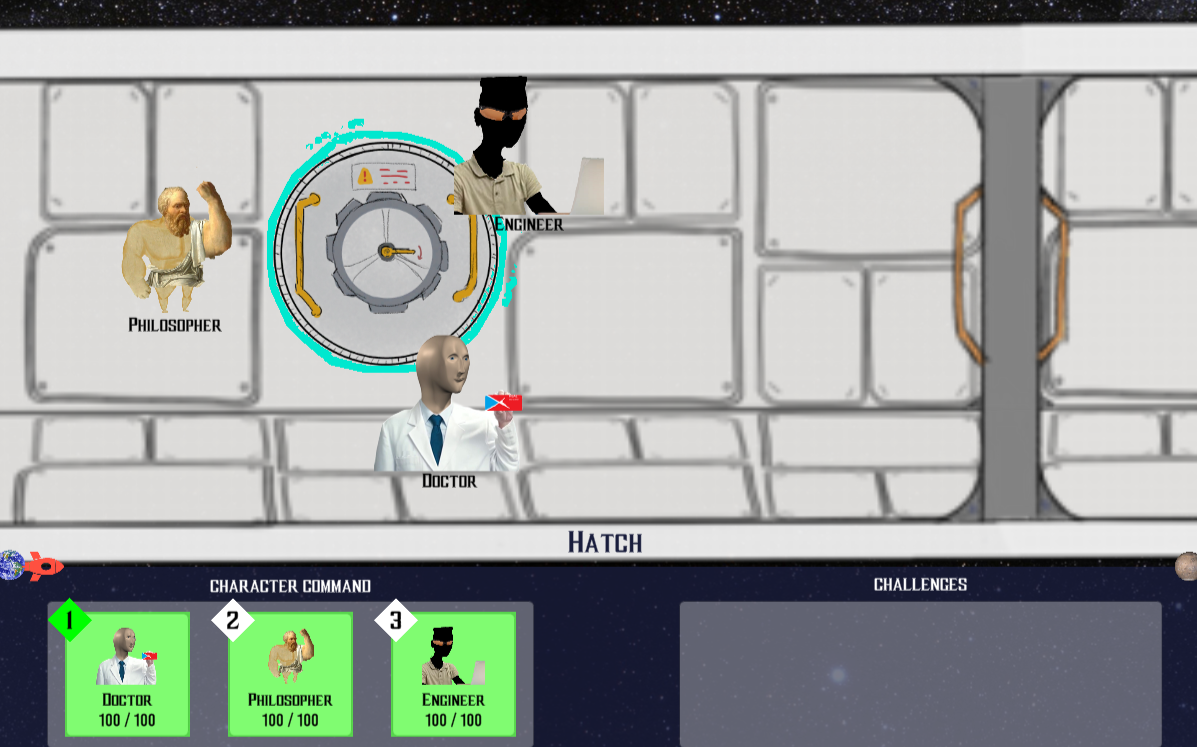 ENGINEER
PHILOSOPHER
DOCTOR
HATCH
CHARACTER COMMAND
CHALLENGES
1
2
3
DOCTOR
100 / 100
PHILOSOPHER
100 / 100
ENGINEER
100 / 100